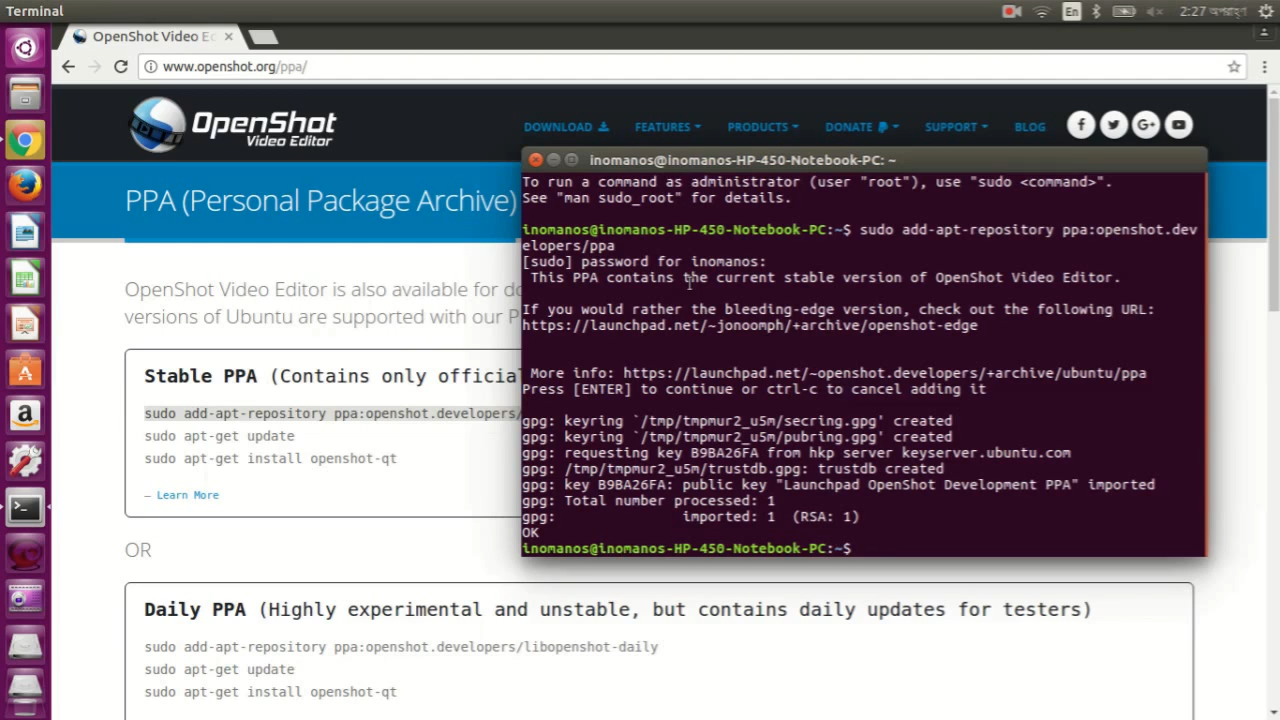 Terminal
En
2:27 অপরাহ্ণ
OpenShot Video Ec
www.openshot.org/ppa/
OpenShot
Video Editor
DOWNLOAD
FEATURES
PRODUCTS
DONATE
SUPPORT
BLOG
PPA (Personal Package Archive)
OpenShot Video Editor is also available for
versions of Ubuntu are supported with our
Stable PPA (Contains only official
sudo add-apt-repository ppa:openshot.developers/
sudo apt-get update
sudo apt-get install openshot-qt
– Learn More
OR
Daily PPA (Highly experimental and unstable, but contains daily updates for testers)
sudo add-apt-repository ppa:openshot.developers/libopenshot-daily
sudo apt-get update
sudo apt-get install openshot-qt
inomanos@inomanos-HP-450-Notebook-PC: ~
To run a command as administrator (user "root"), use "sudo <command>".
See "man sudo_root" for details.
inomanos@inomanos-HP-450-Notebook-PC:~$ sudo add-apt-repository ppa:openshot.dev
elopers/ppa
[sudo] password for inomanos:
This PPA contains the current stable version of OpenShot Video Editor.
If you would rather the bleeding-edge version, check out the following URL:
https://launchpad.net/~jonoomph/+archive/openshot-edge
More info: https://launchpad.net/~openshot.developers/+archive/ubuntu/ppa
Press [ENTER] to continue or ctrl-c to cancel adding it
gpg: keyring `/tmp/tmpmur2_u5m/secring.gpg' created
gpg: keyring `/tmp/tmpmur2_u5m/pubring.gpg' created
gpg: requesting key B9BA26FA from hkp server keyserver.ubuntu.com
gpg: /tmp/tmpmur2_u5m/trustdb.gpg: trustdb created
gpg: key B9BA26FA: public key "Launchpad OpenShot Development PPA" imported
gpg: Total number processed: 1
gpg: imported: 1 (RSA: 1)
OK
inomanos@inomanos-HP-450-Notebook-PC:~$